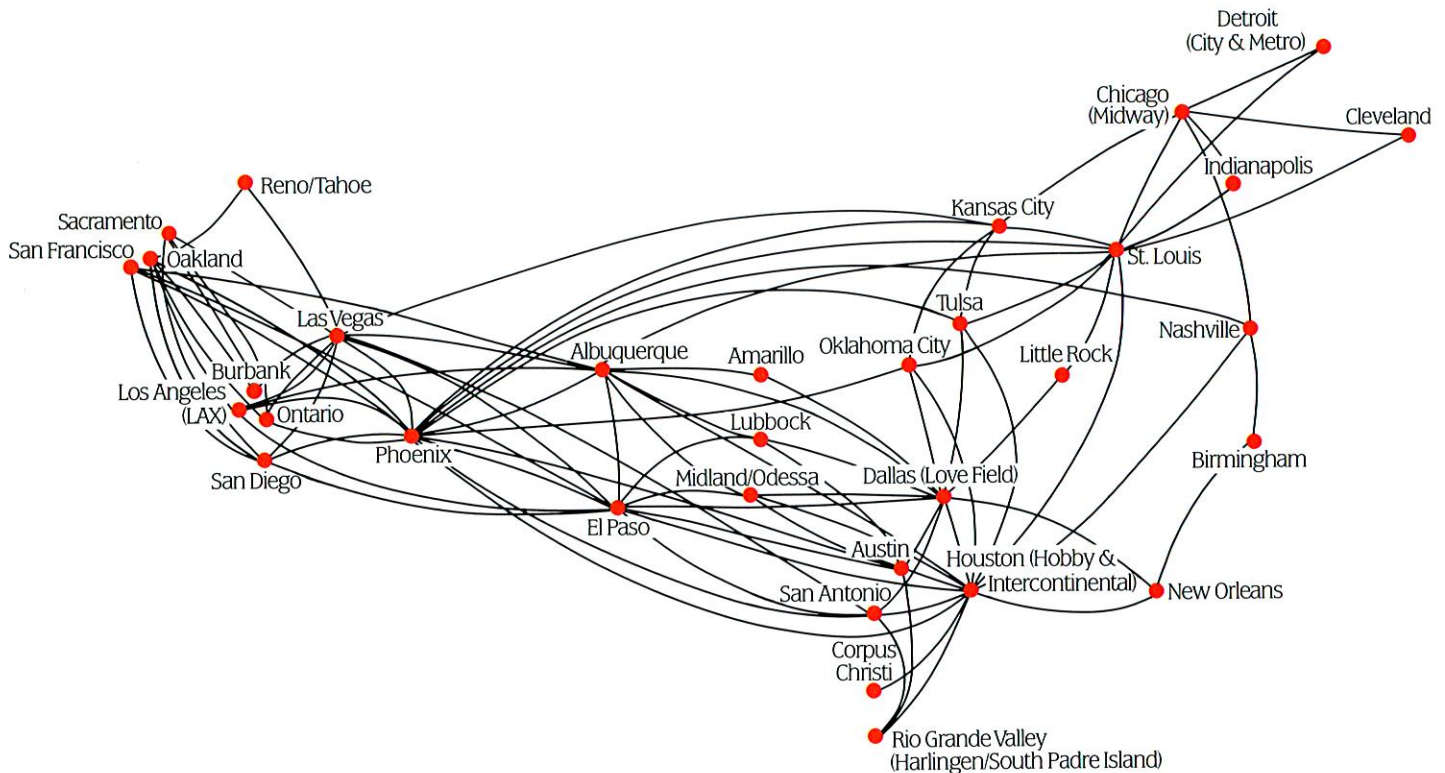 Detroit
(City & Metro)
Chicago
(Midway)
Cleveland
Indianapolis
Reno/Tahoe
Kansas City
Sacramento
San Francisco
Oakland
St. Louis
Las Vegas
Tulsa
Nashville
Albuquerque
Amarillo
Oklahoma City
Little Rock
Burbank
Los Angeles
(LAX)
Ontario
Lubbock
Phoenix
Birmingham
San Diego
Midland/Odessa
Dallas (Love Field)
El Paso
Austin
Houston (Hobby &
Intercontinental)
San Antonio
New Orleans
Corpus
Christi
Rio Grande Valley
(Harlingen/South Padre Island)